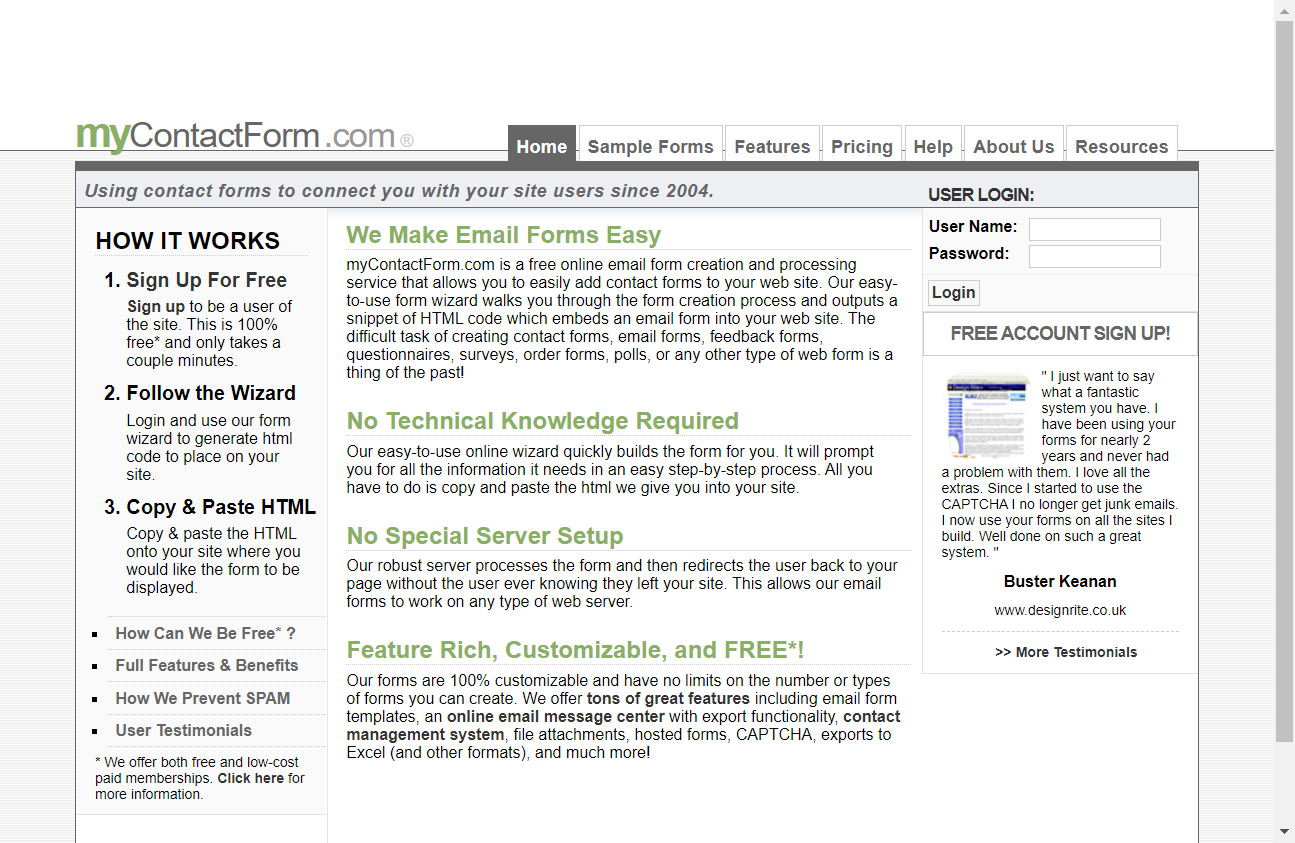 myContactForm.com ®
Home
Sample Forms
Features
Pricing
Help
About Us
Resources
Using contact forms to connect you with your site users since 2004.
USER LOGIN:
User Name:
Password:
Login
HOW IT WORKS
1. Sign Up For Free
Sign up to be a user of
the site. This is 100%
free* and only takes a
couple minutes.
2. Follow the Wizard
Login and use our form
wizard to generate html
code to place on your
site.
3. Copy & Paste HTML
Copy & paste the HTML
onto your site where you
would like the form to be
displayed.
How Can We Be Free* ?
Full Features & Benefits
How We Prevent SPAM
User Testimonials
* We offer both free and low-cost
paid memberships. Click here for
more information.
We Make Email Forms Easy
myContactForm.com is a free online email form creation and processing
service that allows you to easily add contact forms to your web site. Our easy-
to-use form wizard walks you through the form creation process and outputs a
snippet of HTML code which embeds an email form into your web site. The
difficult task of creating contact forms, email forms, feedback forms,
questionnaires, surveys, order forms, polls, or any other type of web form is a
thing of the past!
No Technical Knowledge Required
Our easy-to-use online wizard quickly builds the form for you. It will prompt
you for all the information it needs in an easy step-by-step process. All you
have to do is copy and paste the html we give you into your site.
No Special Server Setup
Our robust server processes the form and then redirects the user back to your
page without the user ever knowing they left your site. This allows our email
forms to work on any type of web server.
Feature Rich, Customizable, and FREE*!
Our forms are 100% customizable and have no limits on the number or types
of forms you can create. We offer tons of great features including email form
templates, an online email message center with export functionality, contact
management system, file attachments, hosted forms, CAPTCHA, exports to
Excel (and other formats), and much more!
FREE ACCOUNT SIGN UP!
" I just want to say
what a fantastic
system you have. I
have been using your
forms for nearly 2
years and never had
a problem with them. I love all the
extras. Since I started to use the
CAPTCHA I no longer get junk emails.
I now use your forms on all the sites I
build. Well done on such a great
system. "
Buster Keanan
www.designrite.co.uk
>> More Testimonials